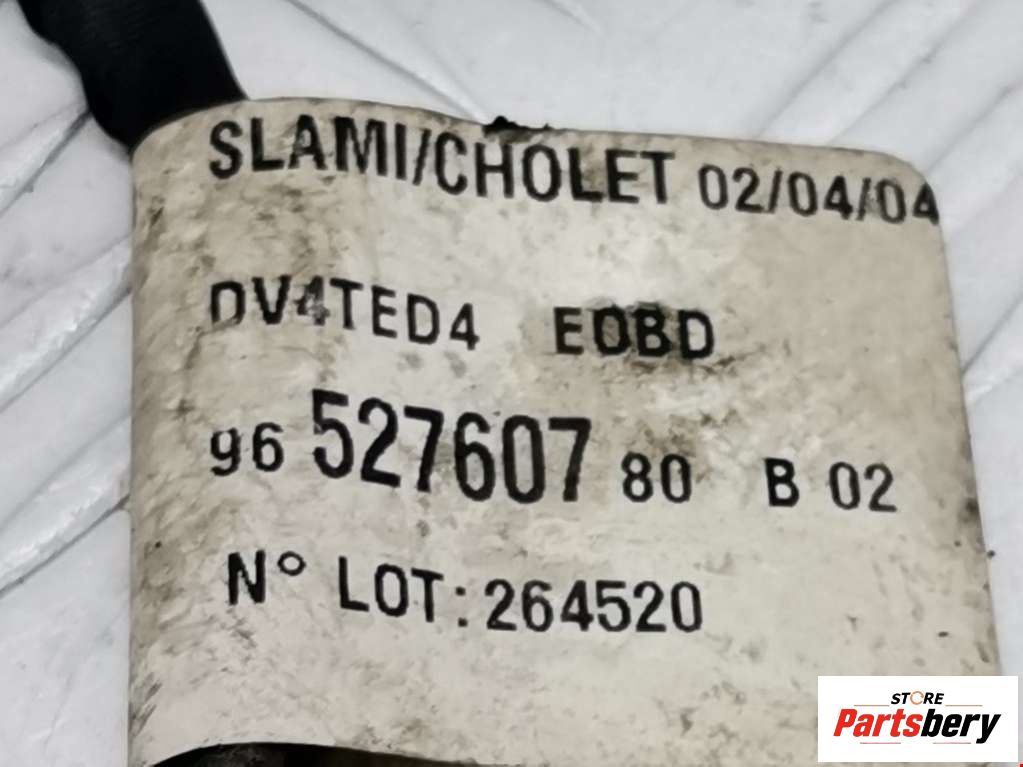 SLAMI/CHOLET 02/04/04
DV4TED4 EOBD
96 527607 80 B 02
N° LOT: 264520
STORE
Partsbery